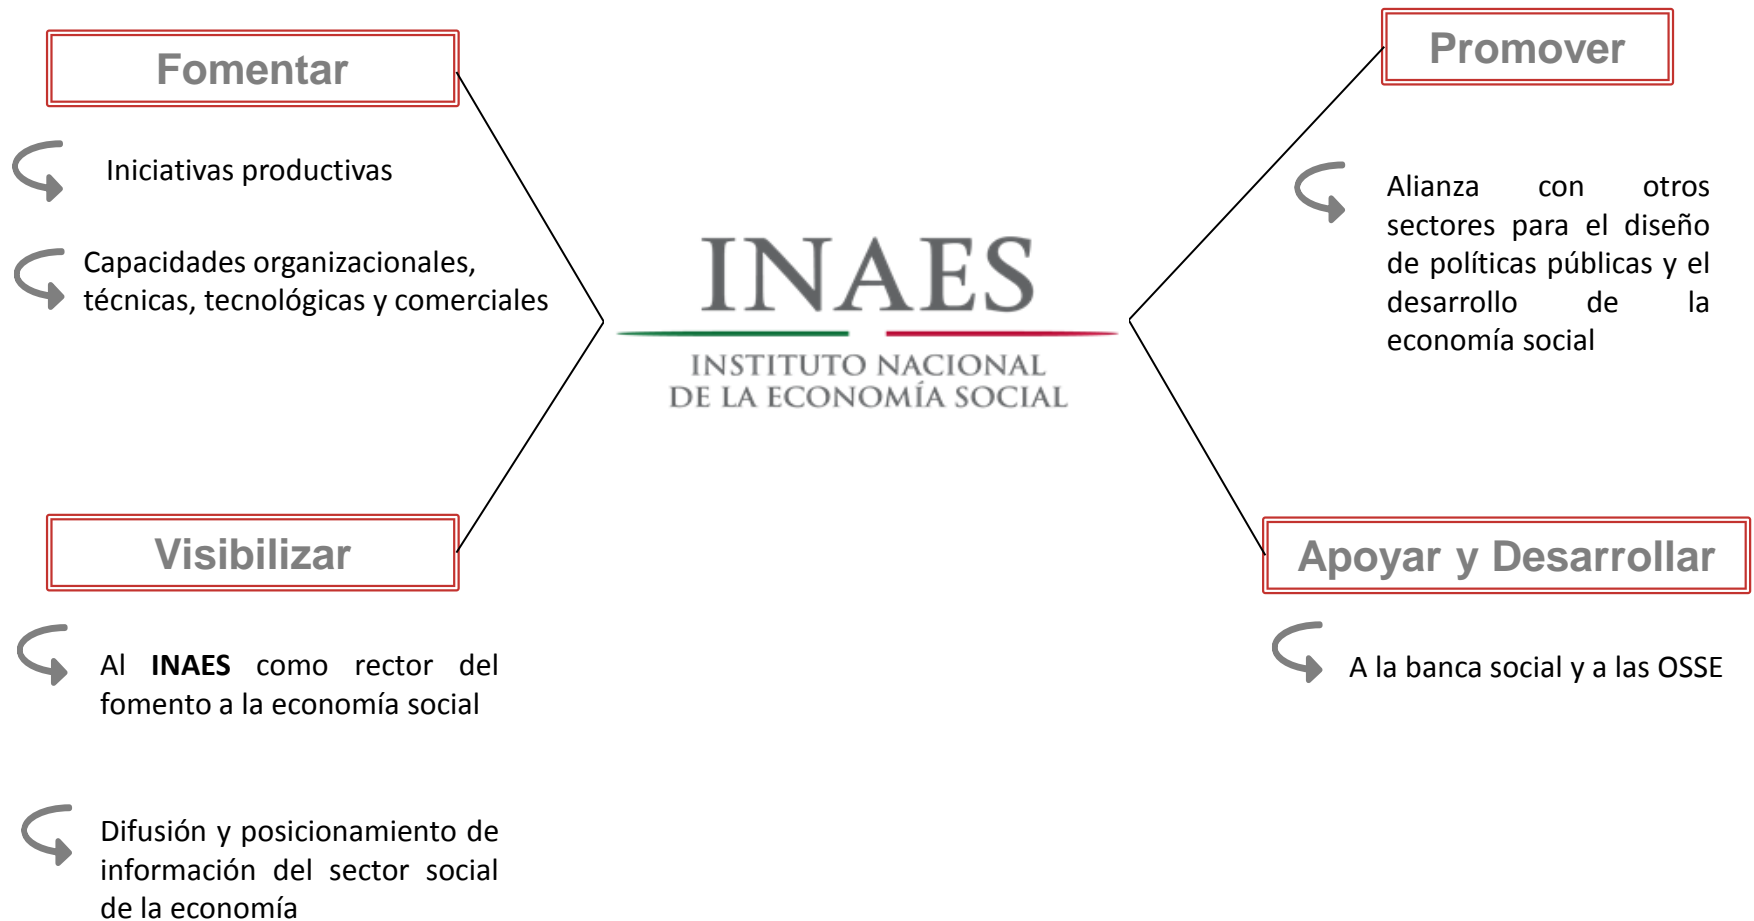 Fomentar
Iniciativas productivas
Capacidades organizacionales,
técnicas, tecnológicas y comerciales
Visibilizar
Al INAES como rector del
fomento a la economía social
Difusión y posicionamiento de
información del sector social
de la economía
INAES
INSTITUTO NACIONAL
DE LA ECONOMÍA SOCIAL
Promover
Alianza con otros
sectores para el diseño
de políticas públicas y el
desarrollo de la
economía social
Apoyar y Desarrollar
A la banca social y a las OSSE